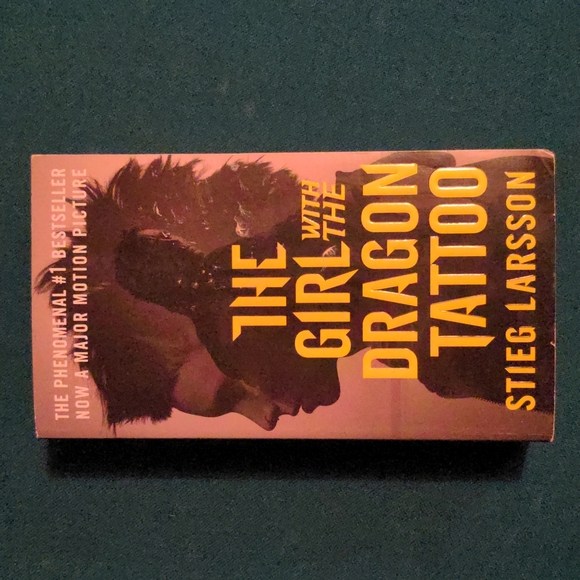 THE PHENOMENAL #1 BESTSELLER
NOW A MAJOR MOTION PICTURE
THE
GIRL WITH THE
DRAGON
TATTOO
STIEG LARSSON